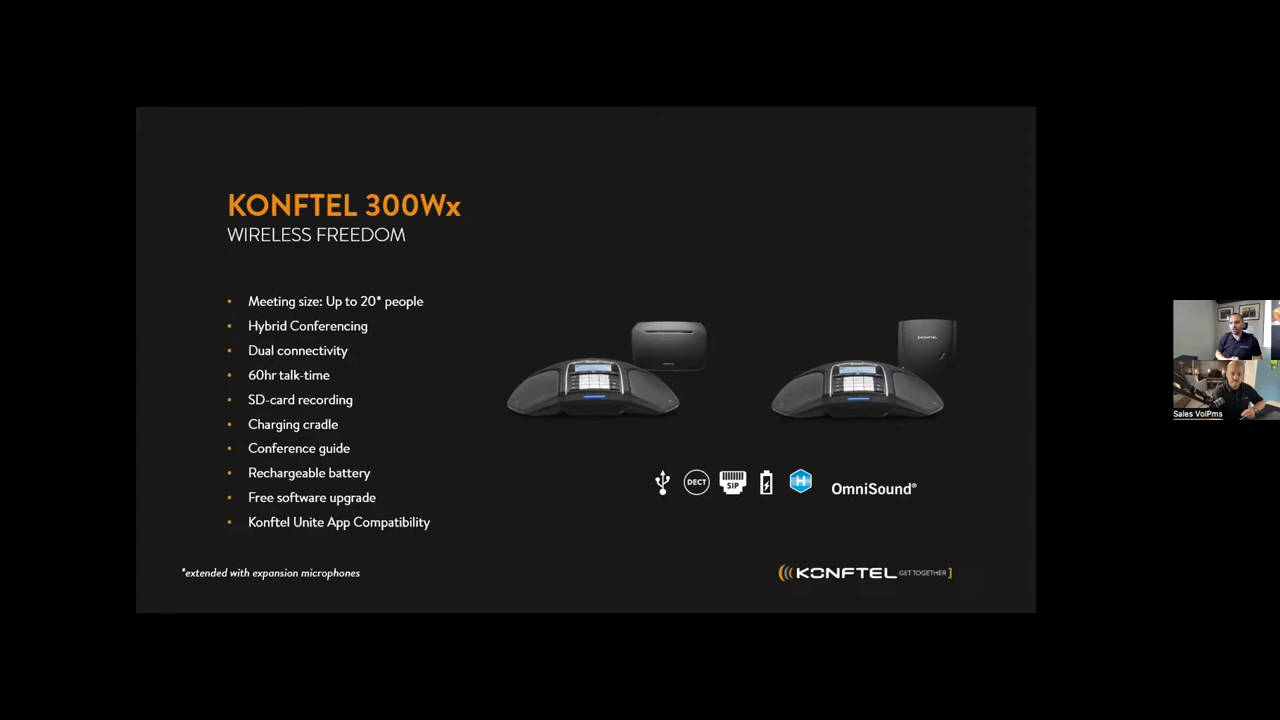 KONFTEL 300Wx
WIRELESS FREEDOM
• Meeting size: Up to 20* people
• Hybrid Conferencing
• Dual connectivity
• 60hr talk-time
• SD-card recording
• Charging cradle
• Conference guide
• Rechargeable battery
• Free software upgrade
• Konftel Unite App Compatibility
*extended with expansion microphones
KONFTEL
DECT
SIP
H
OmniSound®
KONFTEL GET TOGETHER
Sales VoIPms